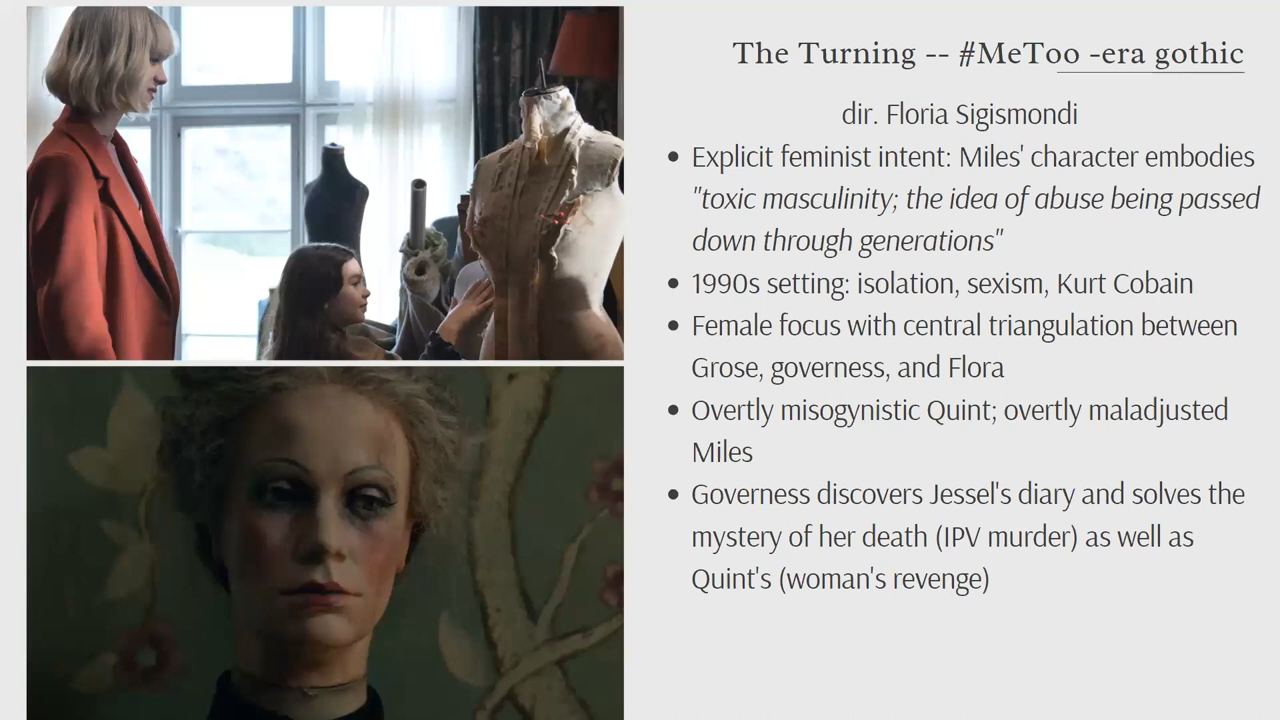 The Turning -- #MeToo -era gothic
dir. Floria Sigismondi
• Explicit feminist intent: Miles' character embodies
"toxic masculinity; the idea of abuse being passed
down through generations"
• 1990s setting: isolation, sexism, Kurt Cobain
• Female focus with central triangulation between
Grose, governess, and Flora
• Overtly misogynistic Quint; overtly maladjusted
Miles
• Governess discovers Jessel's diary and solves the
mystery of her death (IPV murder) as well as
Quint's (woman's revenge)